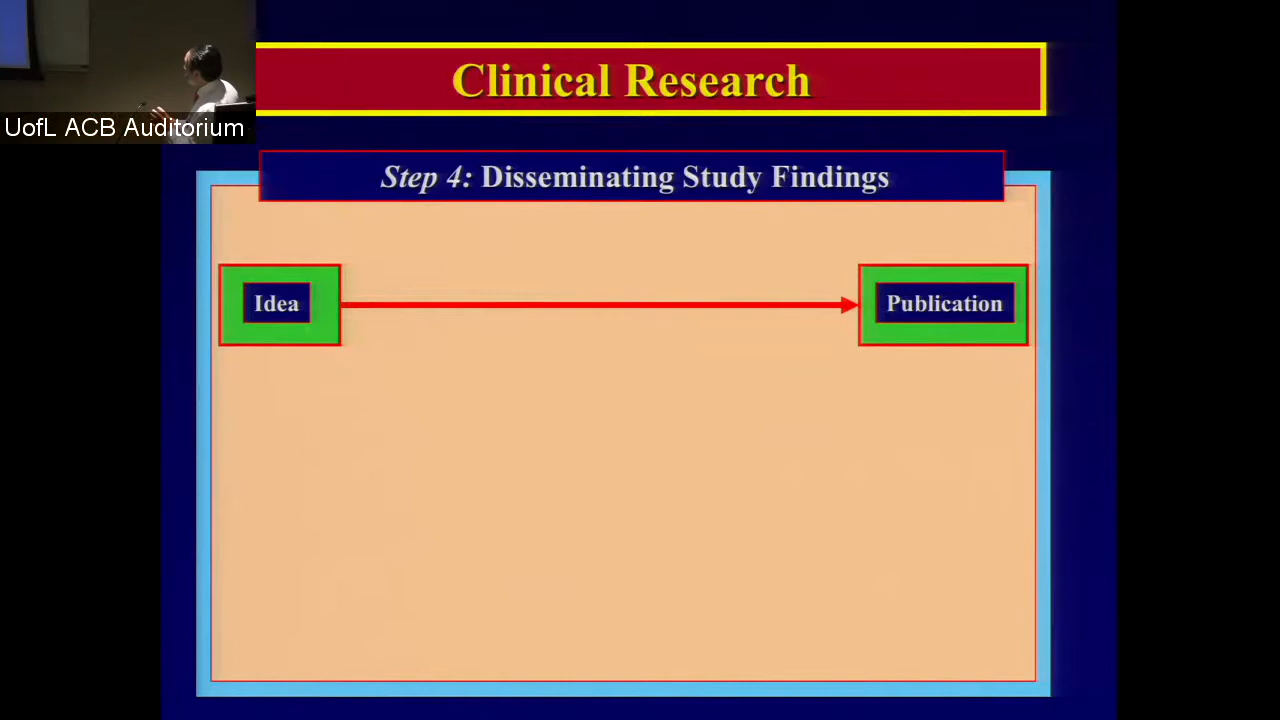 Clinical Research
UofL ACB Auditorium
Step 4: Disseminating Study Findings
Idea
Publication